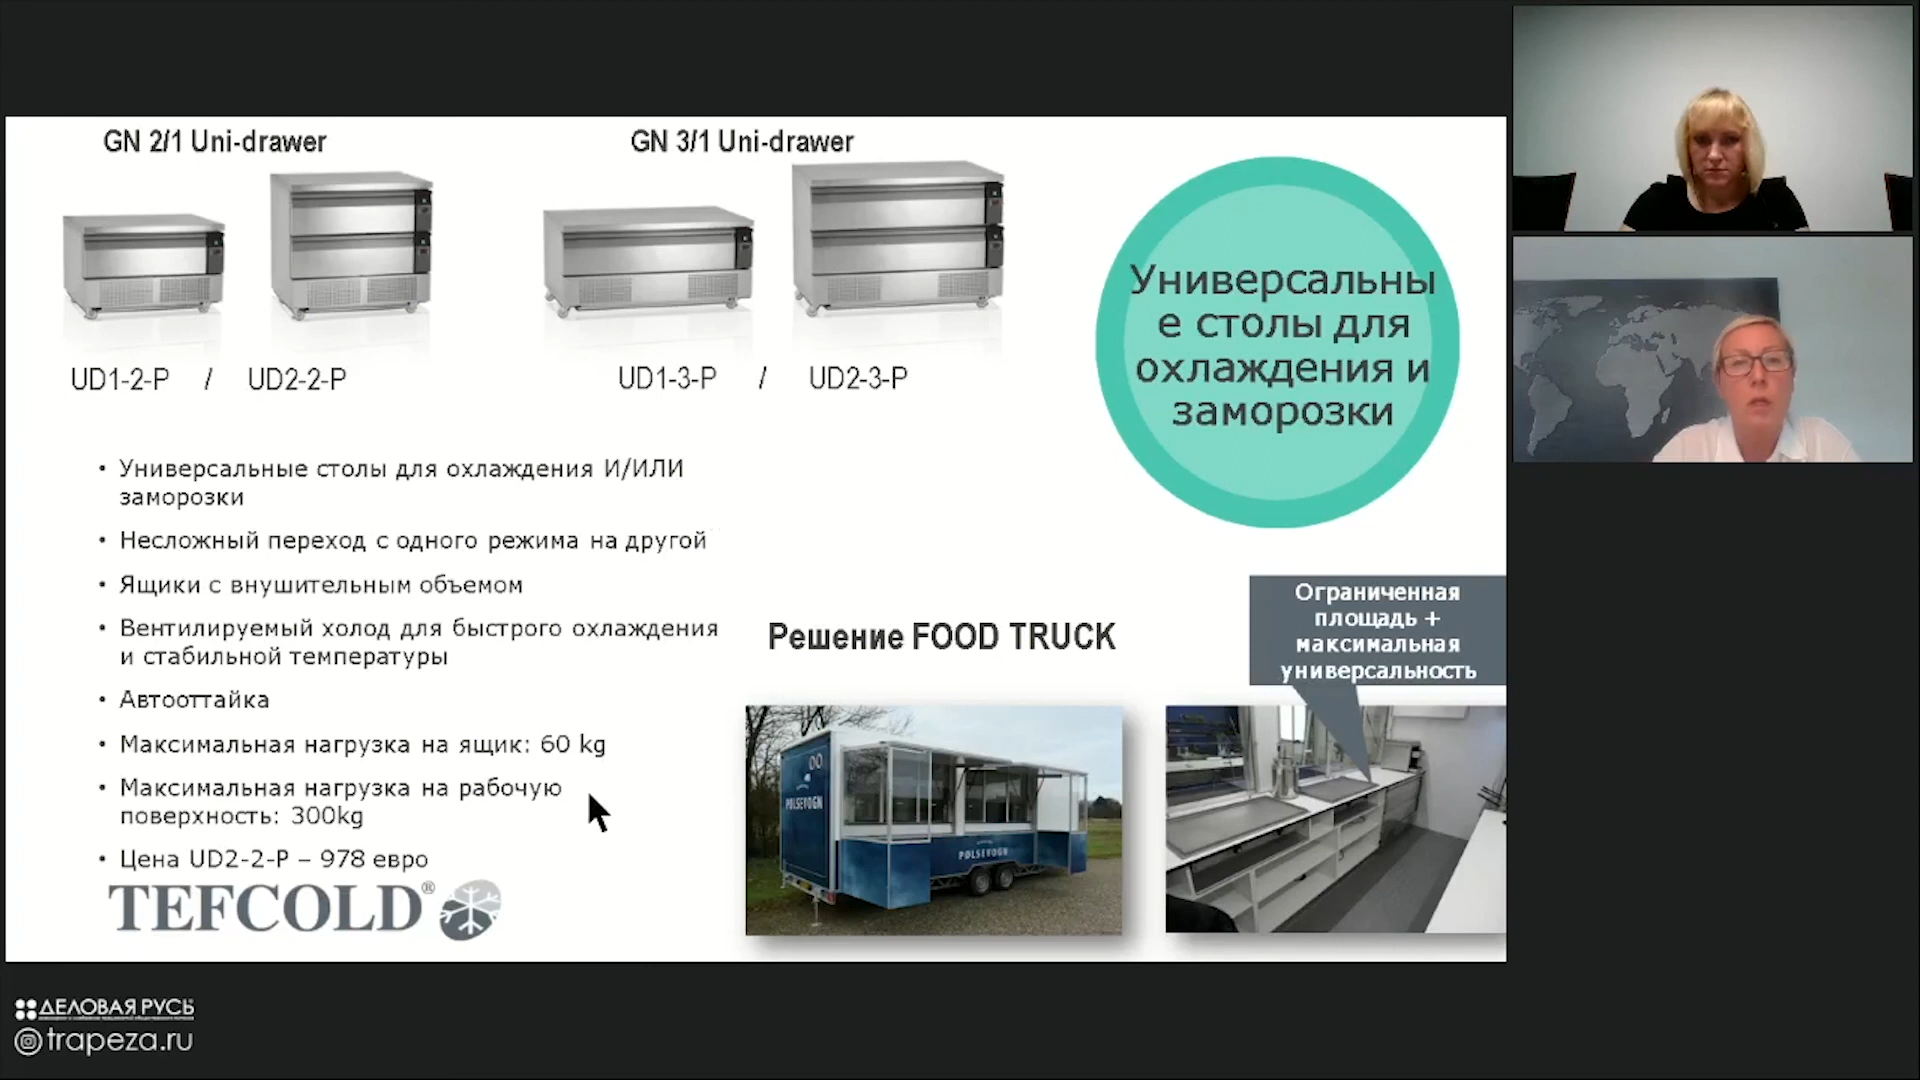 GN 2/1 Uni-drawer
GN 3/1 Uni-drawer
UD1-2-P / UD2-2-P
UD1-3-P / UD2-3-P
Универсальны
е столы для
охлаждения и
заморозки
• Универсальные столы для охлаждения И/ИЛИ
заморозки
• Несложный переход с одного режима на другой
• Ящики с внушительным объемом
• Вентилируемый холод для быстрого охлаждения
и стабильной температуры
• Автооттайка
• Максимальная нагрузка на ящик: 60 kg
• Максимальная нагрузка на рабочую
поверхность: 300kg
• Цена UD2-2-P – 978 евро
TEFCOLD®
Решение FOOD TRUCK
Ограниченная
площадь +
максимальная
универсальность
PØLSEVOGN
PØLSEVOGN
ДЕЛОВАЯ РУСЬ
trapeza.ru